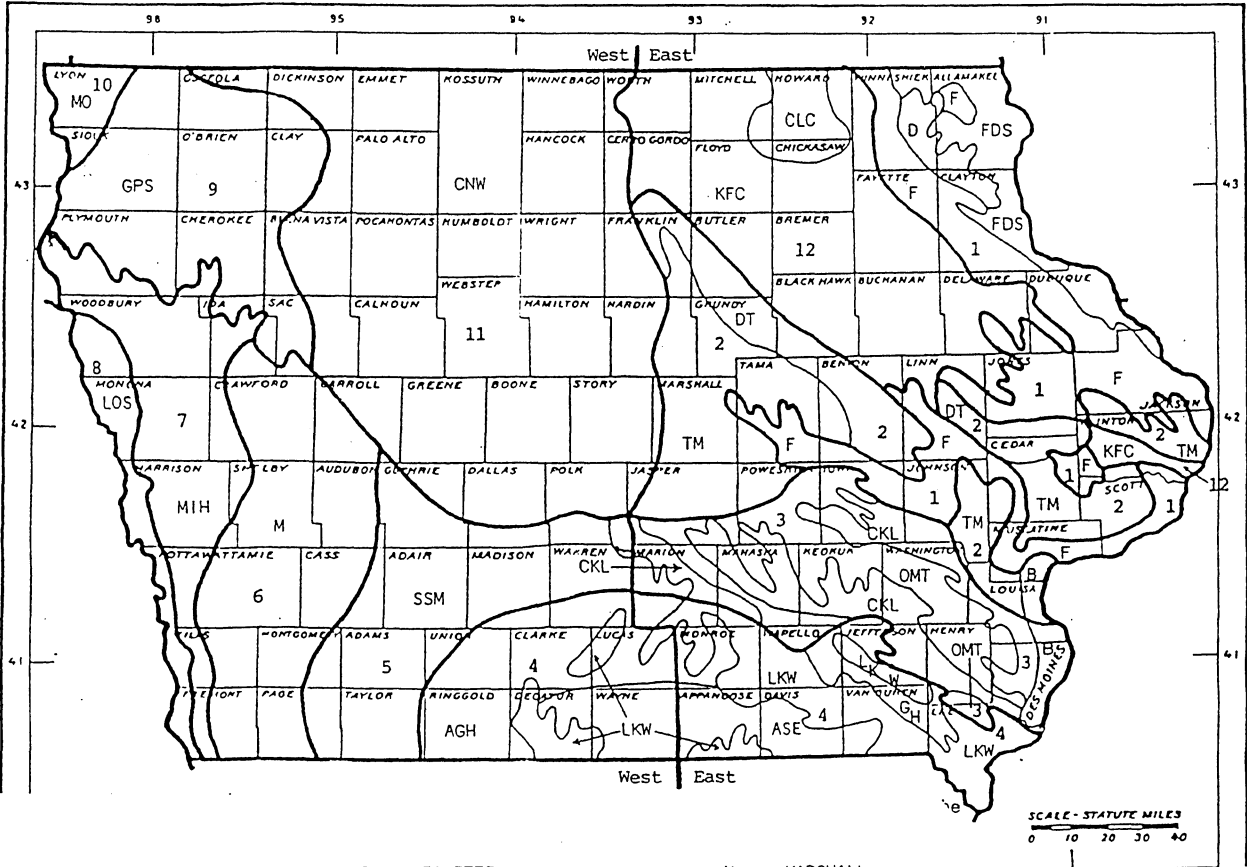 98 95 94 93 92 91
West East
LYON OSCEOLA DICKINSON EMMET KOSSUTH WINNEBAGO WORTH MITCHELL HOWARD WINNESHIEK ALLAMAKEE
10
MO
F
CLC
D
FDS
SIOUX O'BRIEN CLAY PALO ALTO HANCOCK CERRO GORDO
FLOYD CHICKASAW
43
GPS
9
CNW
KFC
FAYETTE CLAYTON
F
43
PLYMOUTH CHEROKEE BUENA VISTA POCAHONTAS HUMBOLDT WRIGHT FRANKLIN BUTLER BREMER
FDS
12
1
WEBSTER
BLACK HAWK BUCHANAN DELAWARE DUBUQUE
WOODBURY IDA SAC CALHOUN HAMILTON HARDIN GRUNDY
DT
11
2
8
TAMA BENTON LINN JONES
MONONA CRAWFORD CARROLL GREENE BOONE STORY MARSHALL
LOS
F
1
JACKSON
7
42
DT
2
42
CLINTON
2
TM
F
2
F
CEDAR
KFC
TM
HARRISON SHELBY AUDUBON GUTHRIE DALLAS POLK JASPER POWESHIEK IOWA JOHNSON
1
F
SCOTT
12
MIH
M
3
1
TM
2
1
CKL
TM
MUSCATINE
2
F
POTTAWATTAMIE CASS ADAIR MADISON WARREN MARION MAHASKA KEOKUK WASHINGTON
CKL
OMT
B
LOUISA
6
SSM
CKL
MILLS MONTGOMERY ADAMS UNION CLARKE LUCAS MONROE WAPELLO JEFFERSON HENRY
B
41
5
4
OMT
3
41
LKW
LKW
DES MOINES
FREMONT PAGE TAYLOR RINGGOLD DECATUR WAYNE APPANOOSE DAVIS VAN BUREN LEE
3
GH
AGH
LKW
ASE
4
4
LKW
West East
SCALE - STATUTE MILES
0 10 20 30 40